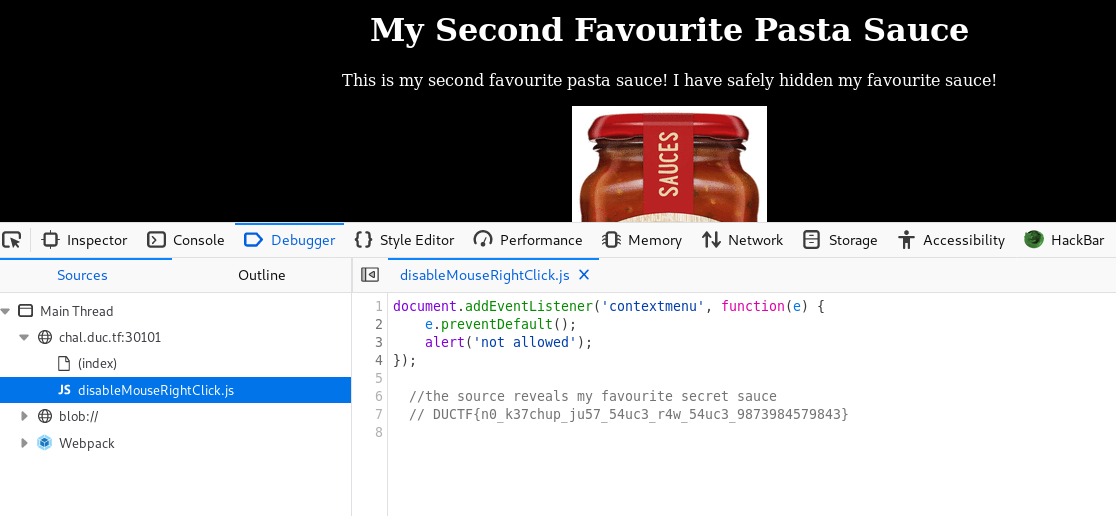 My Second Favourite Pasta Sauce
This is my second favourite pasta sauce! I have safely hidden my favourite sauce!
SAUCES
Inspector Console Debugger Style Editor Performance Memory Network Storage Accessibility HackBar
Sources Outline disableMouseRightClick.js
Main Thread
chal.duc.tf:30101
(index)
JS disableMouseRightClick.js
blob://
Webpack
1 document.addEventListener('contextmenu', function(e) {
2 e.preventDefault();
3 alert('not allowed');
4 });
5
6 //the source reveals my favourite secret sauce
7 // DUCTF{n0_k37chup_ju57_54uc3_r4w_54uc3_9873984579843}
8